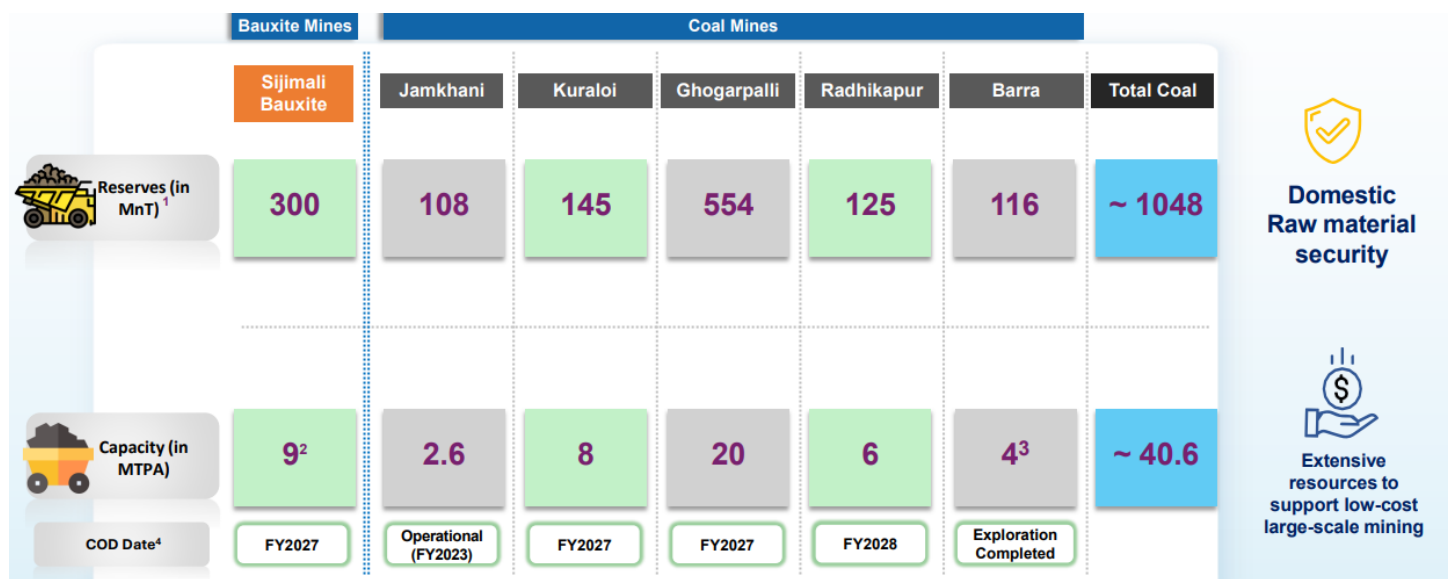 Bauxite Mines
Coal Mines
Sijimali
Bauxite
Jamkhani
Kuraloi
Ghogarpalli
Radhikapur
Barra
Total Coal
Reserves (in
MnT) 1
300
108
145
554
125
116
~ 1048
Domestic
Raw material
security
Capacity (in
MTPA)
9²
2.6
8
20
6
4³
~ 40.6
$
Extensive
resources to
support low-cost
large-scale mining
COD Date⁴
FY2027
Operational
(FY2023)
FY2027
FY2027
FY2028
Exploration
Completed